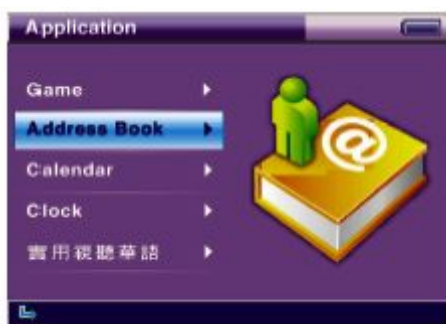 Application
Game
Address Book
Calendar
Clock
實用視聽華語
@